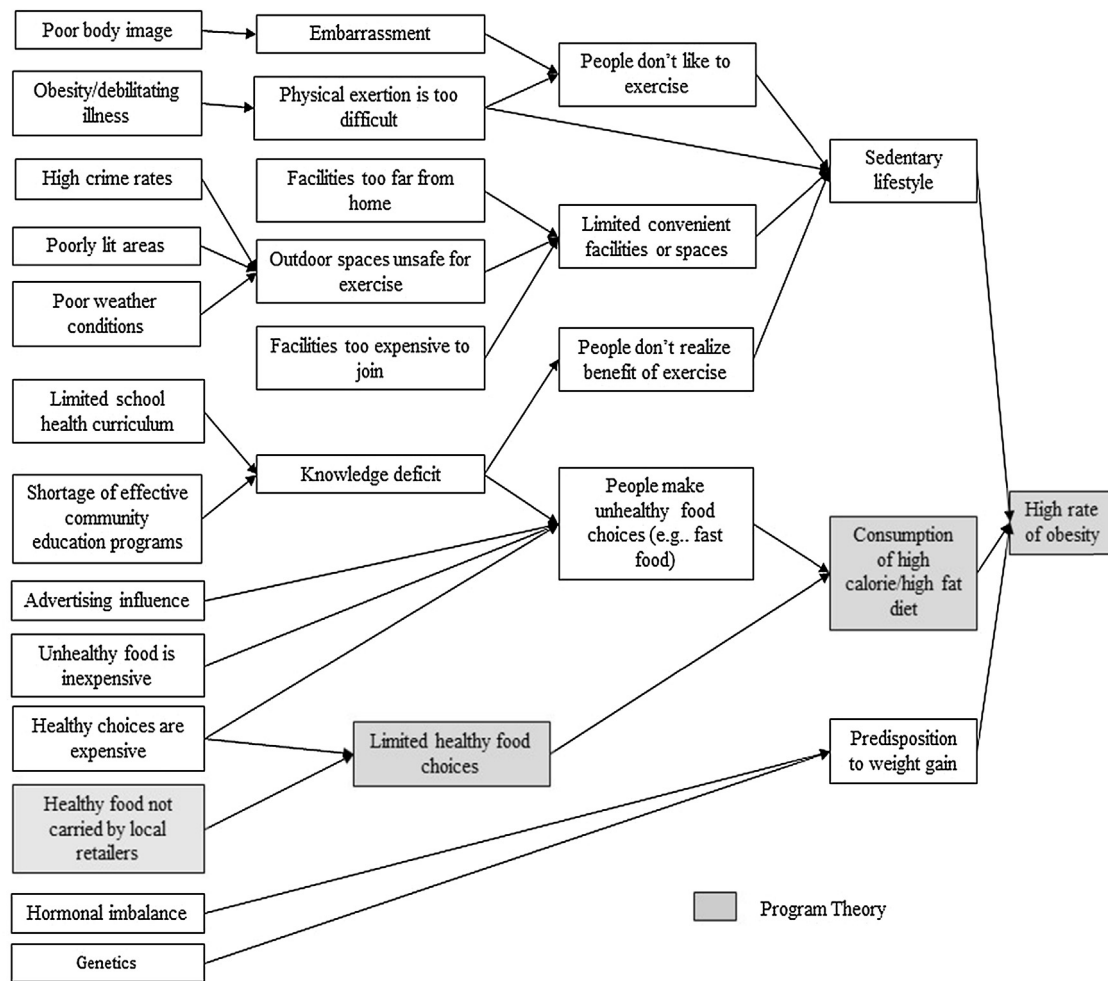 Poor body image
Embarrassment
People don't like to
exercise
Obesity/debilitating
illness
Physical exertion is too
difficult
Sedentary
lifestyle
High crime rates
Facilities too far from
home
Limited convenient
facilities or spaces
Poorly lit areas
Outdoor spaces unsafe for
exercise
Poor weather
conditions
Facilities too expensive to
join
People don't realize
benefit of exercise
Limited school
health curriculum
Knowledge deficit
People make
unhealthy food
choices (e.g.. fast
food)
Shortage of effective
community
education programs
High rate
of obesity
Consumption
of high
calorie/high fat
diet
Advertising influence
Unhealthy food is
inexpensive
Healthy choices are
expensive
Limited healthy food
choices
Predisposition
to weight gain
Healthy food not
carried by local
retailers
Hormonal imbalance
Program Theory
Genetics